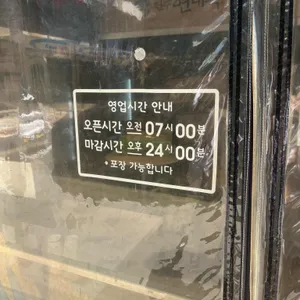 영업시간 안내
오픈시간 오전 07시 00분
마감시간 오후 24시 00분
* 포장 가능합니다